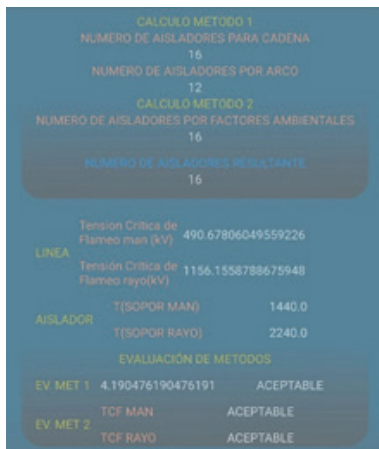 CALCULO METODO 1
NUMERO DE AISLADORES PARA CADENA
16
NUMERO DE AISLADORES POR ARCO
12
CALCULO METODO 2
NUMERO DE AISLADORES POR FACTORES AMBIENTALES
16
NUMERO DE AISLADORES RESULTANTE
16
LINEA
Tension Crítica de
Flameo man (kV) 490.67806049559226
Tensión Crítica de
Flameo rayo(kV) 1156.1558788675948
AISLADOR
T(SOPOR MAN) 1440.0
T(SOPOR RAYO) 2240.0
EVALUACIÓN DE METODOS
EV. MET 1 4.190476190476191 ACEPTABLE
EV. MET 2
TCF MAN ACEPTABLE
TCF RAYO ACEPTABLE